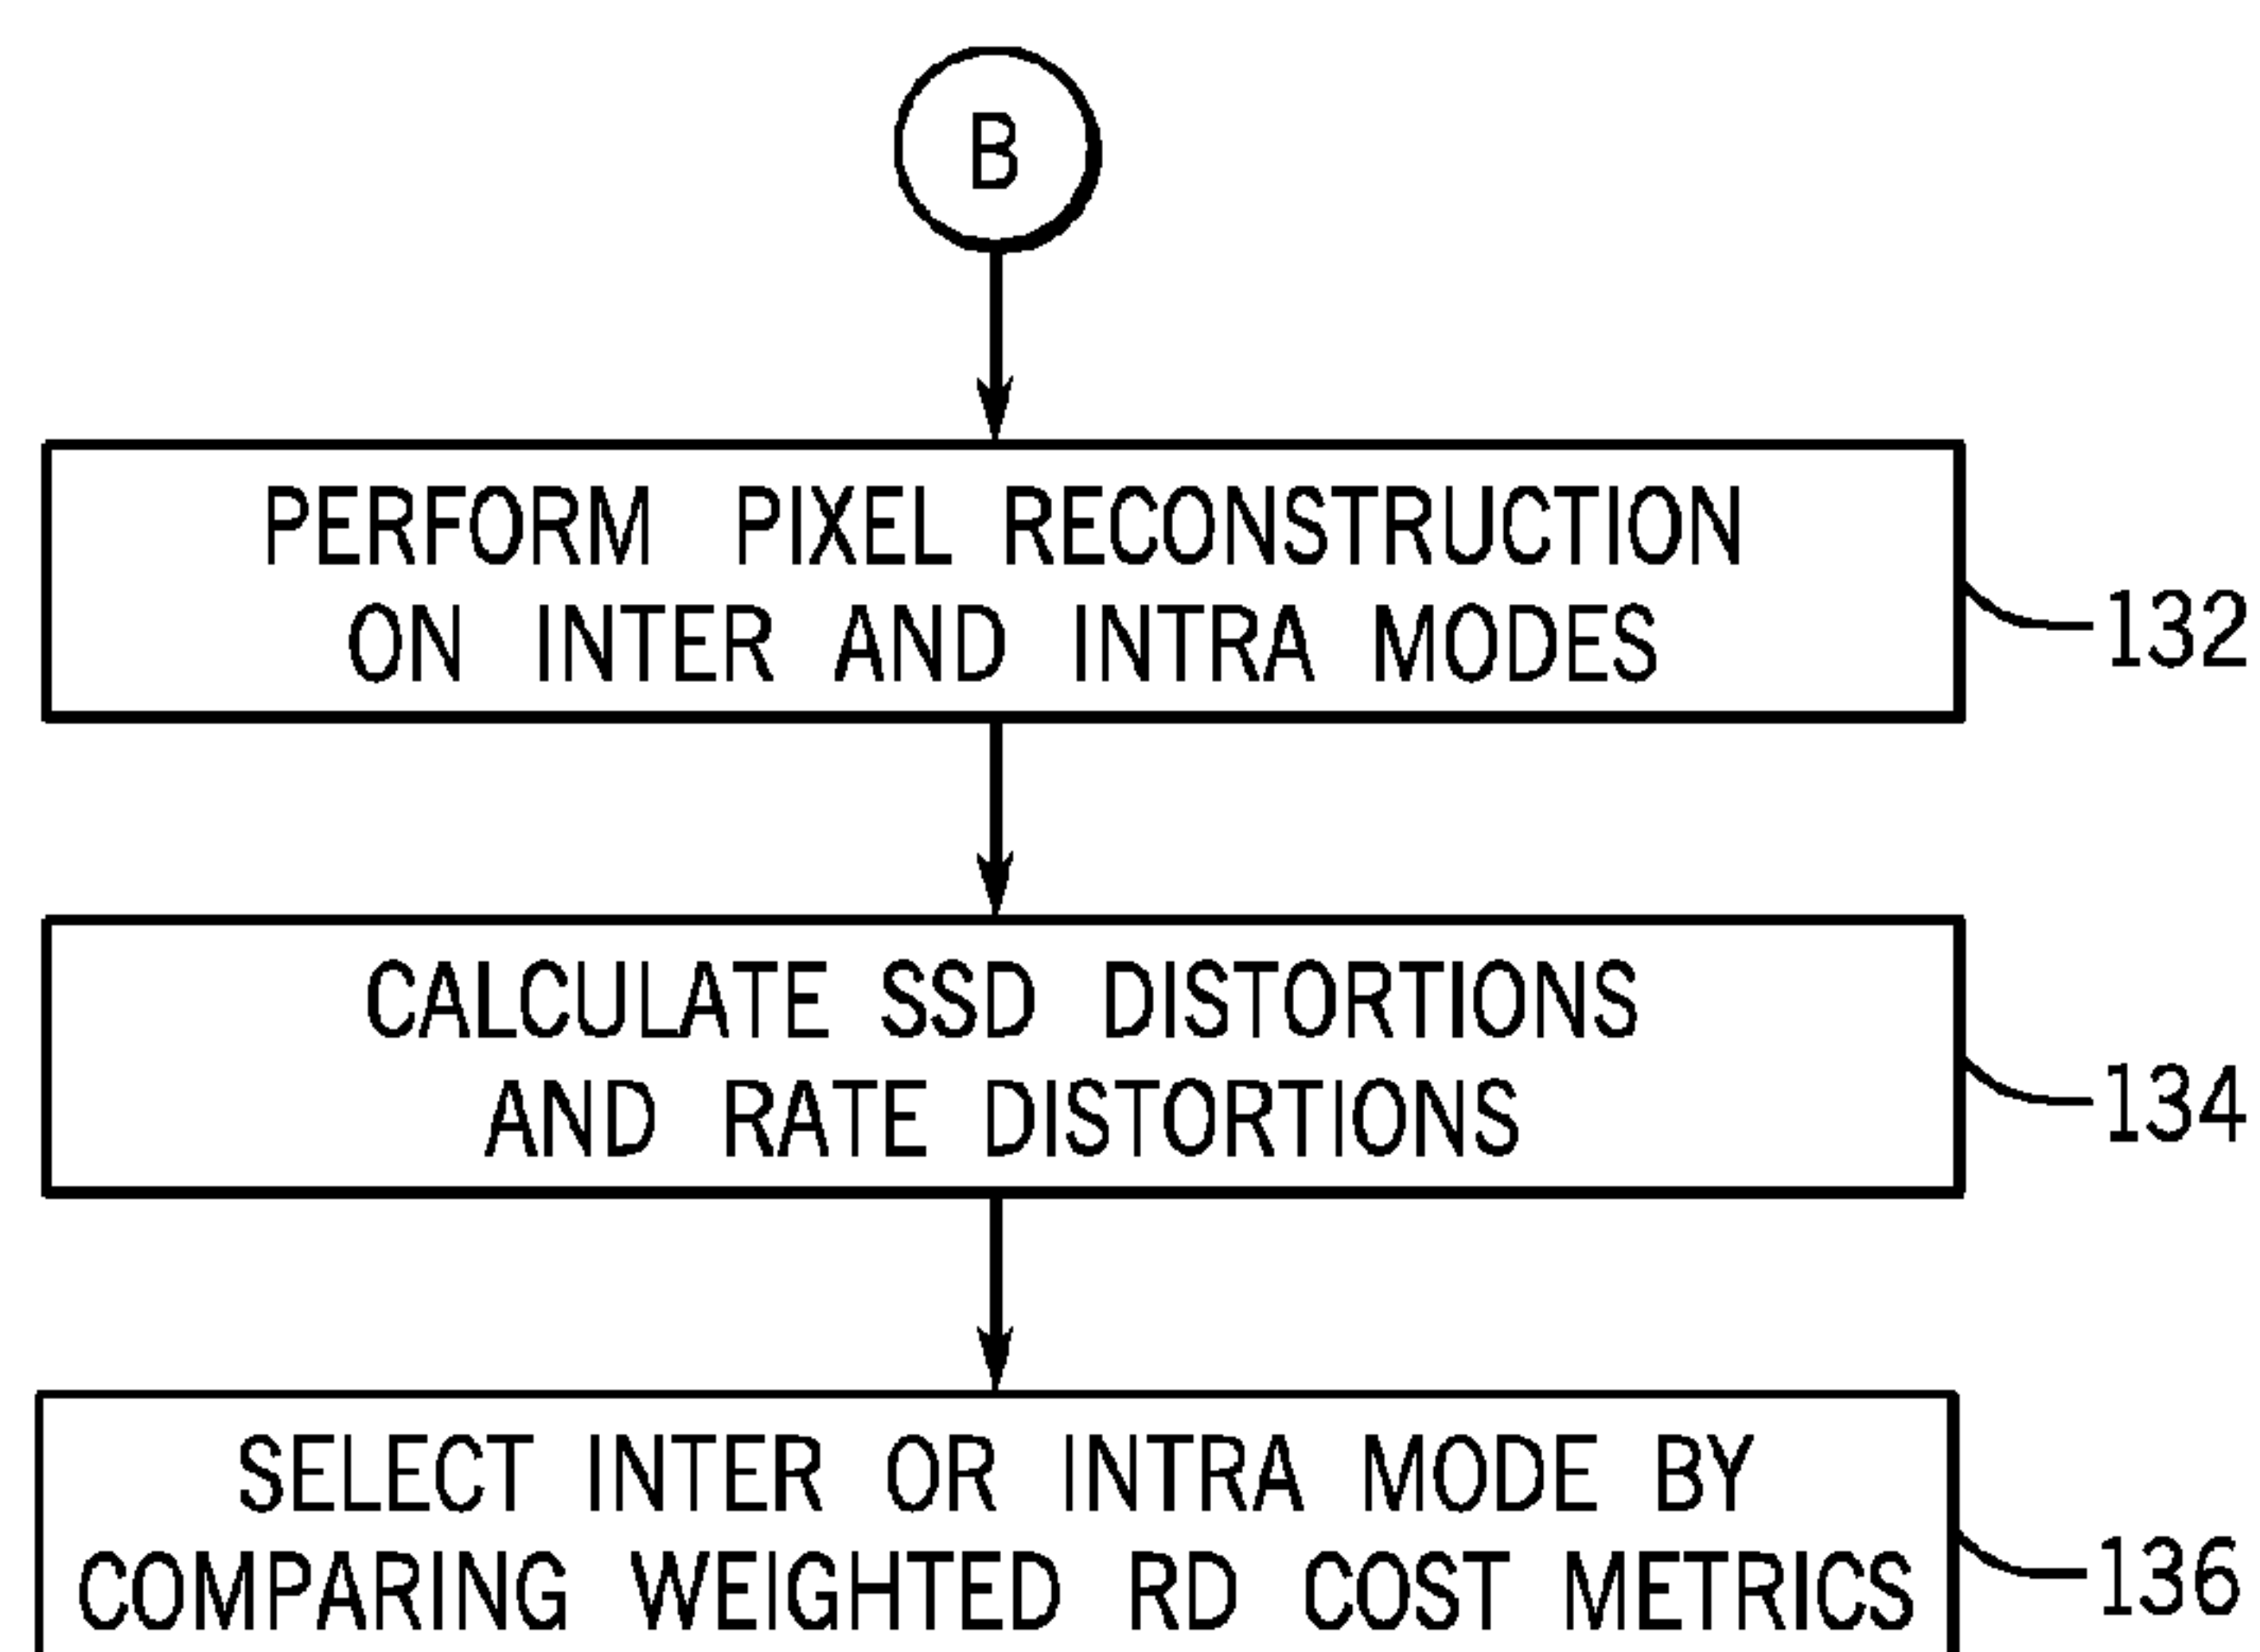 B
PERFORM PIXEL RECONSTRUCTION
ON INTER AND INTRA MODES
132
CALCULATE SSD DISTORTIONS
AND RATE DISTORTIONS
134
SELECT INTER OR INTRA MODE BY
COMPARING WEIGHTED RD COST METRICS
136